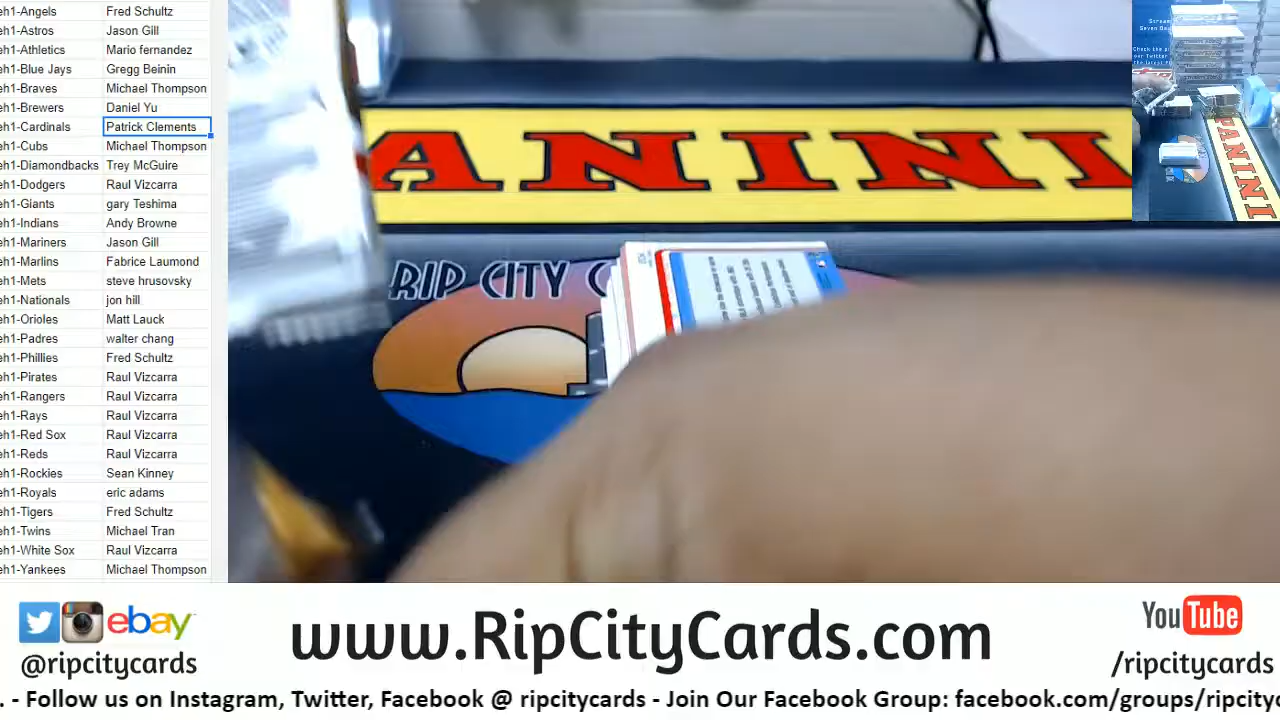 eh1-Angels Fred Schultz
eh1-Astros Jason Gill
eh1-Athletics Mario fernandez
eh1-Blue Jays Gregg Beinin
eh1-Braves Michael Thompson
eh1-Brewers Daniel Yu
eh1-Cardinals Patrick Clements
eh1-Cubs Michael Thompson
eh1-Diamondbacks Trey McGuire
eh1-Dodgers Raul Vizcarra
eh1-Giants gary Teshima
eh1-Indians Andy Browne
eh1-Mariners Jason Gill
eh1-Marlins Fabrice Laumond
eh1-Mets steve hrusovsky
eh1-Nationals jon hill
eh1-Orioles Matt Lauck
eh1-Padres walter chang
eh1-Phillies Fred Schultz
eh1-Pirates Raul Vizcarra
eh1-Rangers Raul Vizcarra
eh1-Rays Raul Vizcarra
eh1-Red Sox Raul Vizcarra
eh1-Reds Raul Vizcarra
eh1-Rockies Sean Kinney
eh1-Royals eric adams
eh1-Tigers Fred Schultz
eh1-Twins Michael Tran
eh1-White Sox Raul Vizcarra
eh1-Yankees Michael Thompson
ANINI
RIP CITY C
Stream
Seven Da
Check the
PANINI
ebay
@ripcitycards
www.RipCityCards.com
YouTube
/ripcitycards
. - Follow us on Instagram, Twitter, Facebook @ ripcitycards - Join Our Facebook Group: facebook.com/groups/ripcityc